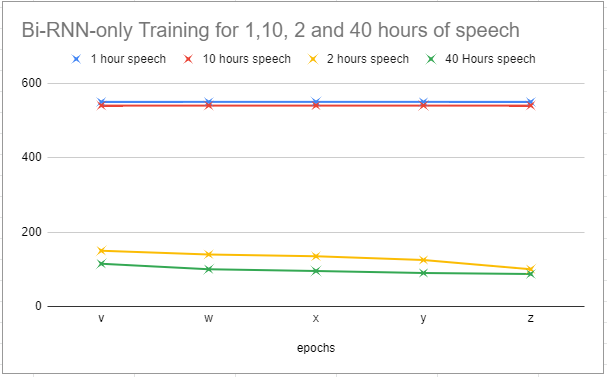 Bi-RNN-only Training for 1,10, 2 and 40 hours of speech
1 hour speech 10 hours speech 2 hours speech 40 Hours speech
600
400
200
0
v w x y z
epochs